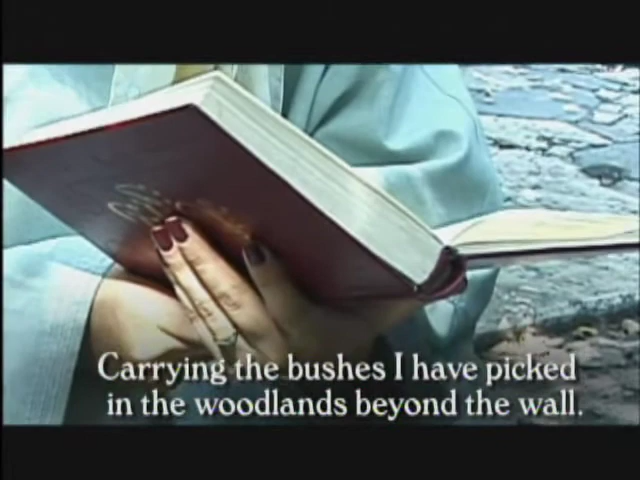 Carrying the bushes I have picked
in the woodlands beyond the wall.